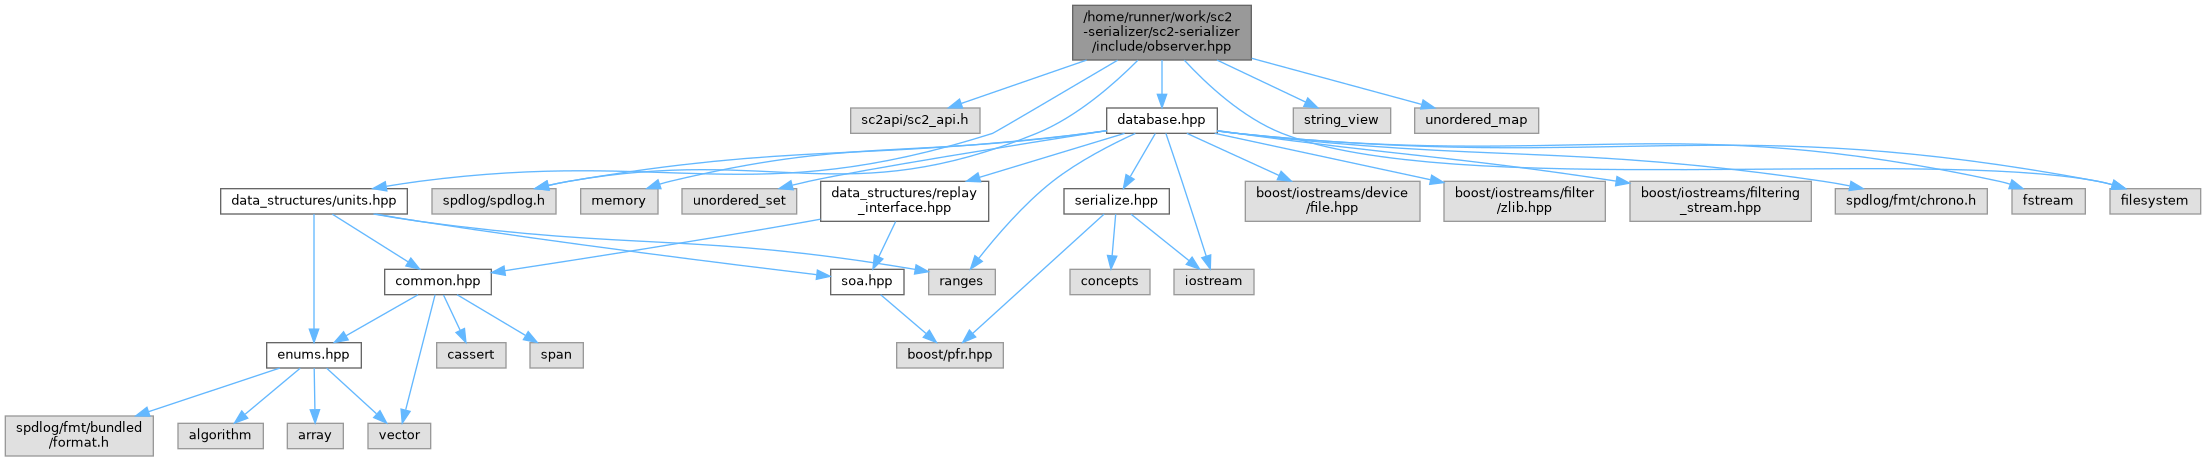 /home/runner/work/sc2
-serializer/sc2-serializer
/include/observer.hpp
sc2api/sc2_api.h
database.hpp
string_view
unordered_map
data_structures/units.hpp
spdlog/spdlog.h
memory
unordered_set
data_structures/replay
_interface.hpp
serialize.hpp
boost/iostreams/device
/file.hpp
boost/iostreams/filter
/zlib.hpp
boost/iostreams/filtering
_stream.hpp
spdlog/fmt/chrono.h
fstream
filesystem
common.hpp
soa.hpp
ranges
concepts
iostream
enums.hpp
cassert
span
boost/pfr.hpp
spdlog/fmt/bundled
/format.h
algorithm
array
vector